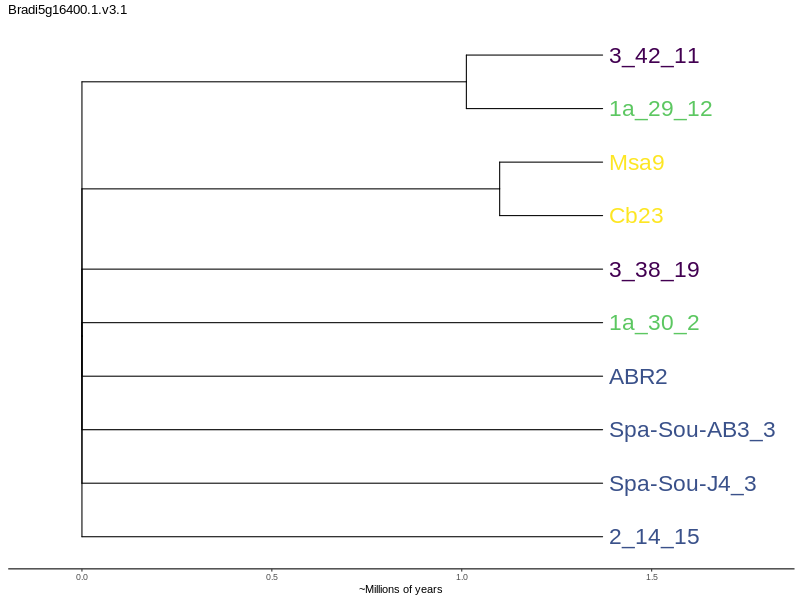 Bradi5g16400.1.v3.1
3_42_11
1a_29_12
Msa9
Cb23
3_38_19
1a_30_2
ABR2
Spa-Sou-AB3_3
Spa-Sou-J4_3
2_14_15
0.0 0.5 1.0 1.5
~Millions of years